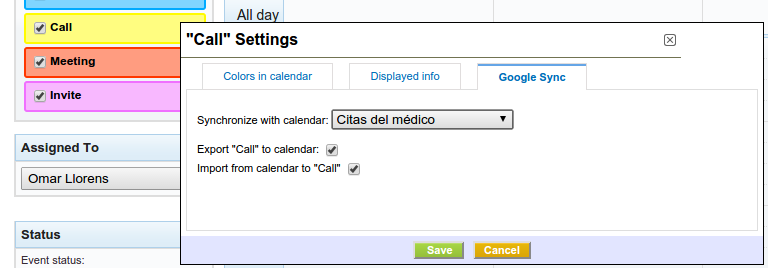 All day
Call
Meeting
Invite
Assigned To
Omar Llorens
Status
Event status:
"Call" Settings
Colors in calendar
Displayed info
Google Sync
Synchronize with calendar: Citas del médico
Export "Call" to calendar:
Import from calendar to "Call"
Save
Cancel